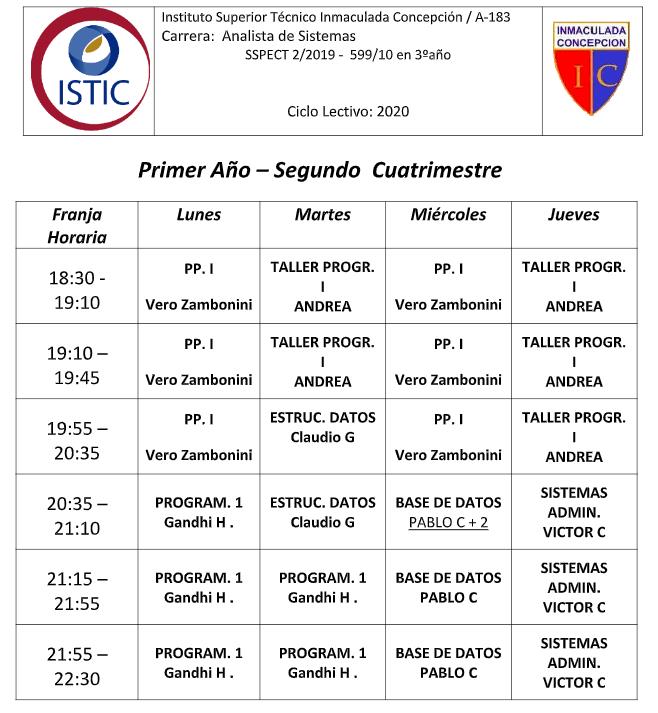 ISTIC
Instituto Superior Técnico Inmaculada Concepción / A-183
Carrera:  Analista de Sistemas
SSPECT 2/2019 -  599/10 en 3ºaño
Ciclo Lectivo: 2020
INMACULADA
CONCEPCION
I C
Primer Año – Segundo  Cuatrimestre
Franja
Horaria
Lunes
Martes
Miércoles
Jueves
18:30 -
19:10
PP. I
Vero Zambonini
TALLER PROGR.
I
ANDREA
PP. I
Vero Zambonini
TALLER PROGR.
I
ANDREA
19:10 –
19:45
PP. I
Vero Zambonini
TALLER PROGR.
I
ANDREA
PP. I
Vero Zambonini
TALLER PROGR.
I
ANDREA
19:55 –
20:35
PP. I
Vero Zambonini
ESTRUC. DATOS
Claudio G
PP. I
Vero Zambonini
TALLER PROGR.
I
ANDREA
20:35 –
21:10
PROGRAM. 1
Gandhi H .
ESTRUC. DATOS
Claudio G
BASE DE DATOS
PABLO C + 2
SISTEMAS
ADMIN.
VICTOR C
21:15 –
21:55
PROGRAM. 1
Gandhi H .
PROGRAM. 1
Gandhi H .
BASE DE DATOS
PABLO C
SISTEMAS
ADMIN.
VICTOR C
21:55 –
22:30
PROGRAM. 1
Gandhi H .
PROGRAM. 1
Gandhi H .
BASE DE DATOS
PABLO C
SISTEMAS
ADMIN.
VICTOR C